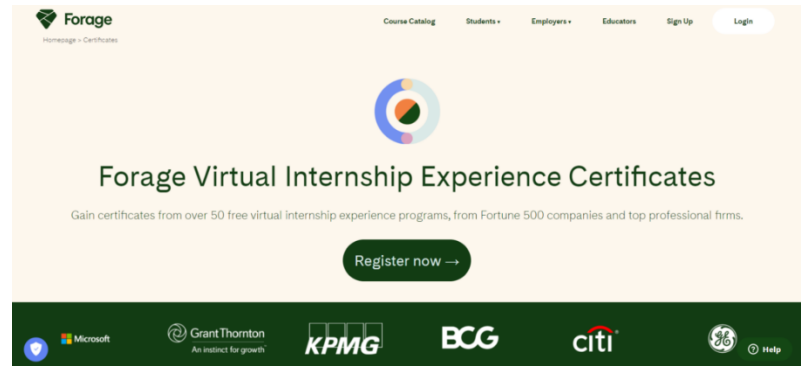 Forage
Course Catalog Students ▾ Employers ▾ Educators Sign Up Login
Homepage > Certificates
Forage Virtual Internship Experience Certificates
Gain certificates from over 50 free virtual internship experience programs, from Fortune 500 companies and top professional firms.
Register now →
Microsoft Grant Thornton KPMG BCG citi GE
An instinct for growth
? Help